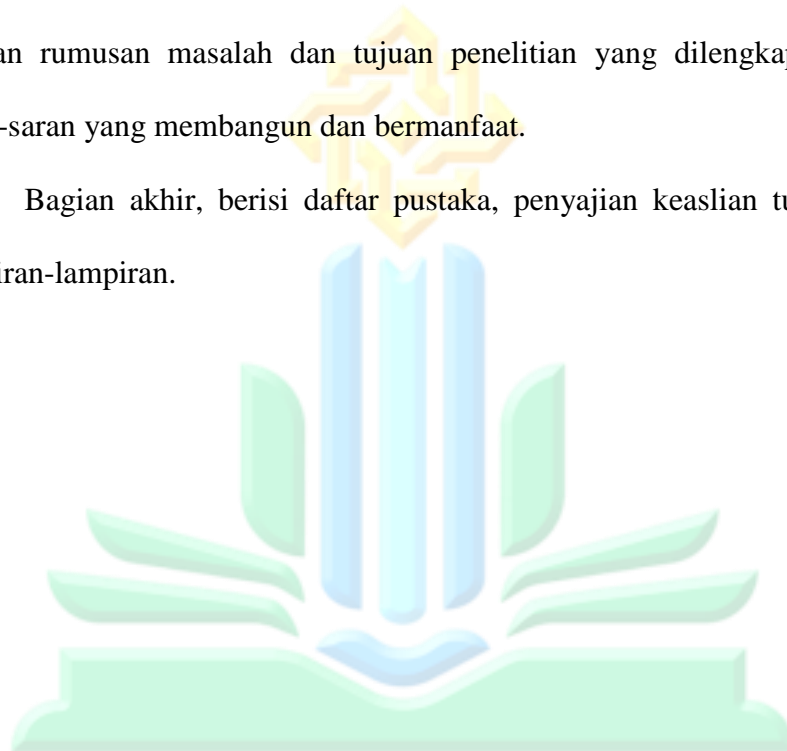 an rumusan masalah dan tujuan penelitian yang dilengkap
-saran yang membangun dan bermanfaat.
Bagian akhir, berisi daftar pustaka, penyajian keaslian tu
iran-lampiran.